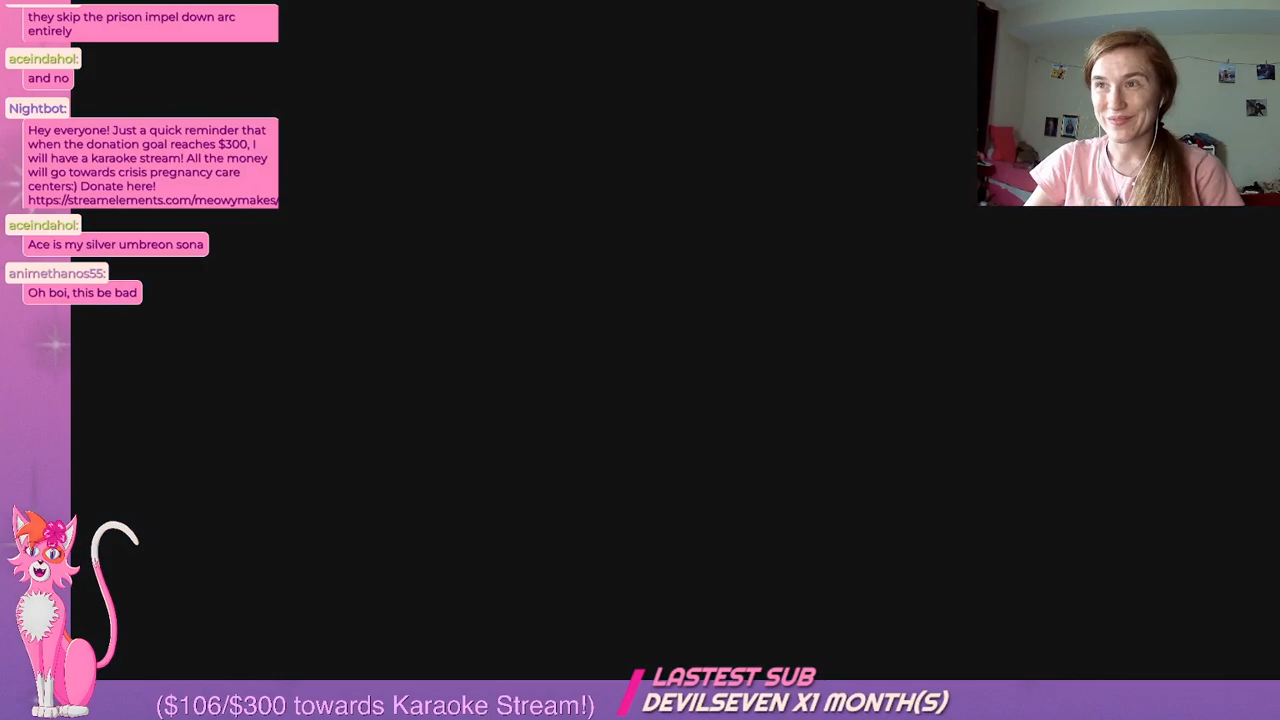 they skip the prison impel down arc
entirely
aceindahol:
and no
Nightbot:
Hey everyone! Just a quick reminder that
when the donation goal reaches $300, I
will have a karaoke stream! All the money
will go towards crisis pregnancy care
centers:) Donate here!
https://streamelements.com/meowymakes/
aceindahol:
Ace is my silver umbreon sona
animethanos55:
Oh boi, this be bad
LASTEST SUB
DEVILSEVEN X1 MONTH(S)
($106/$300 towards Karaoke Stream!)